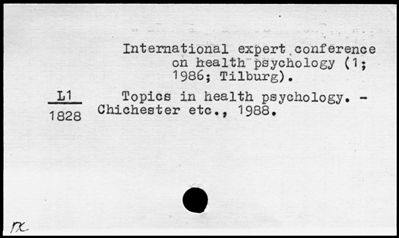 International expert conference
on health psychology (1;
1986; Tilburg).
L1
1828
Topics in health psychology. -
Chichester etc., 1988.